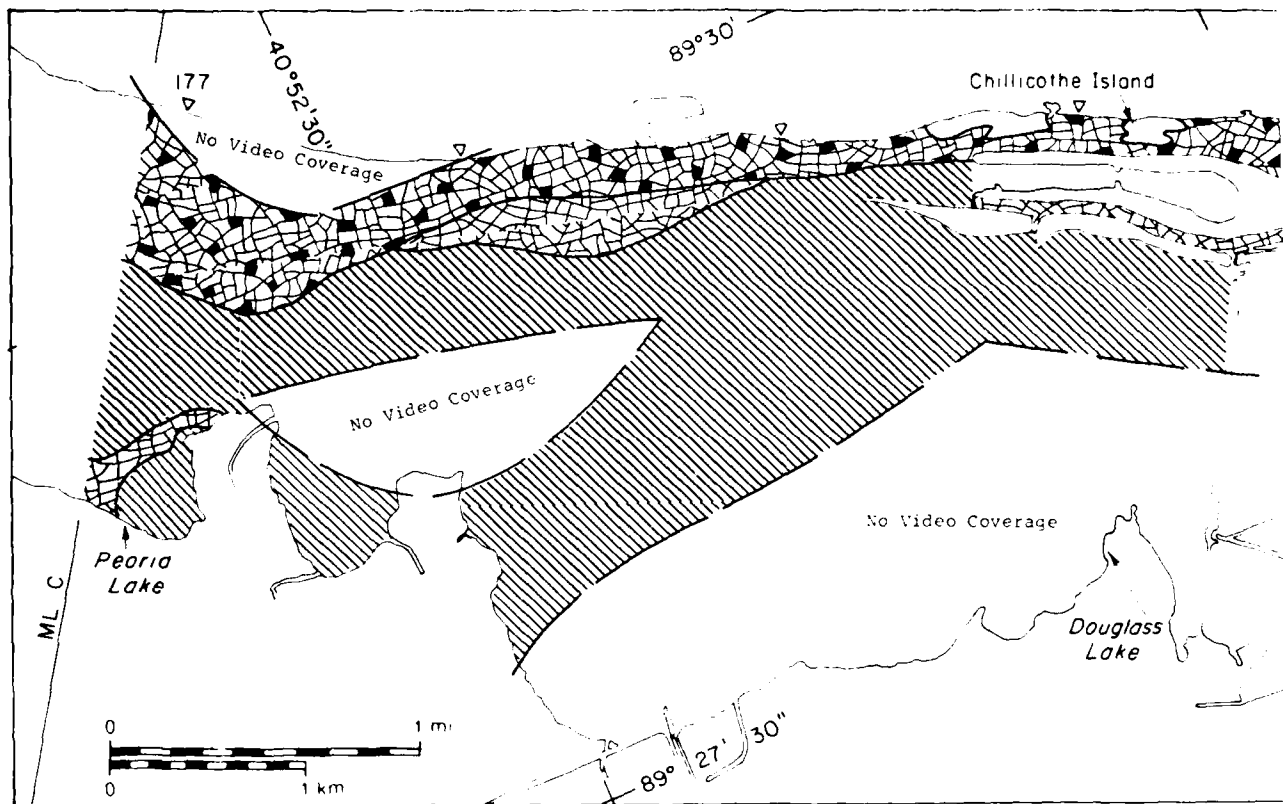 89°30'
40°52'30"
Chillicothe Island
177
No Video Coverage
No Video Coverage
No Video Coverage
Peoria
Lake
Douglass
Lake
ML C
0 1 mi
0 1 km
89° 27' 30"